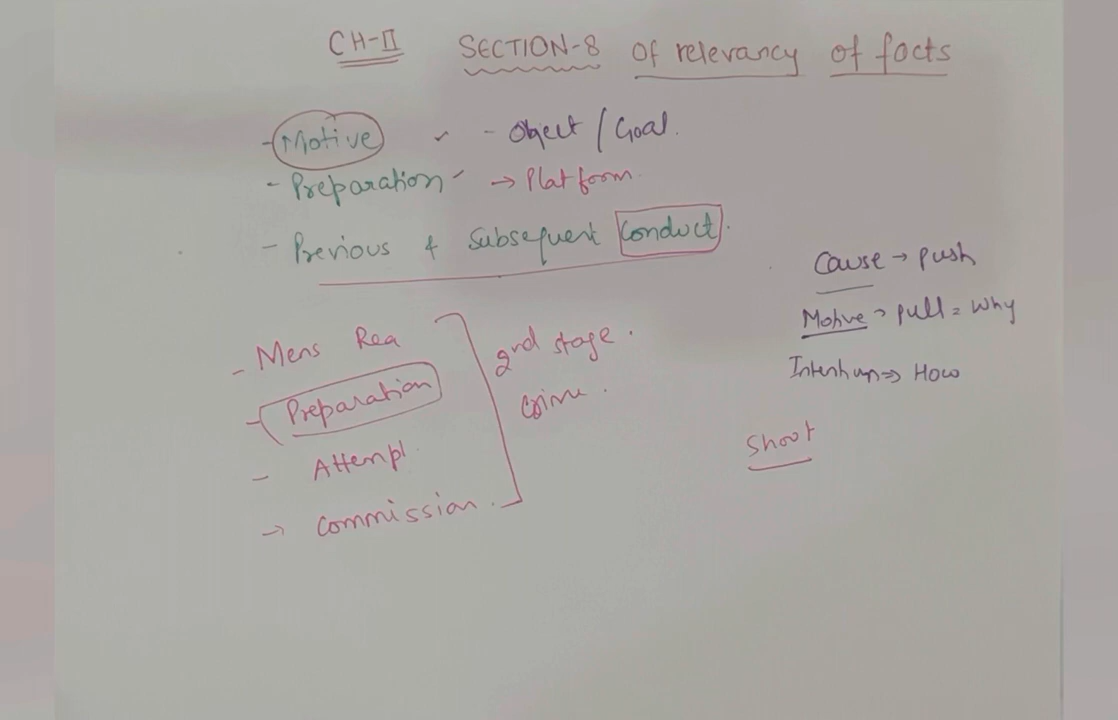 CH-II SECTION-8 Of relevancy of facts
- Motive ✓ - Object / Goal.
- Preparation ✓ → Platform
- Previous & Subsequent Conduct.
Cause → push
Motive → pull = Why
Intention ⇒ How
- Mens Rea
- Preparation
- Attempt
→ Commission.
2nd stage.
Crime.
Shoot